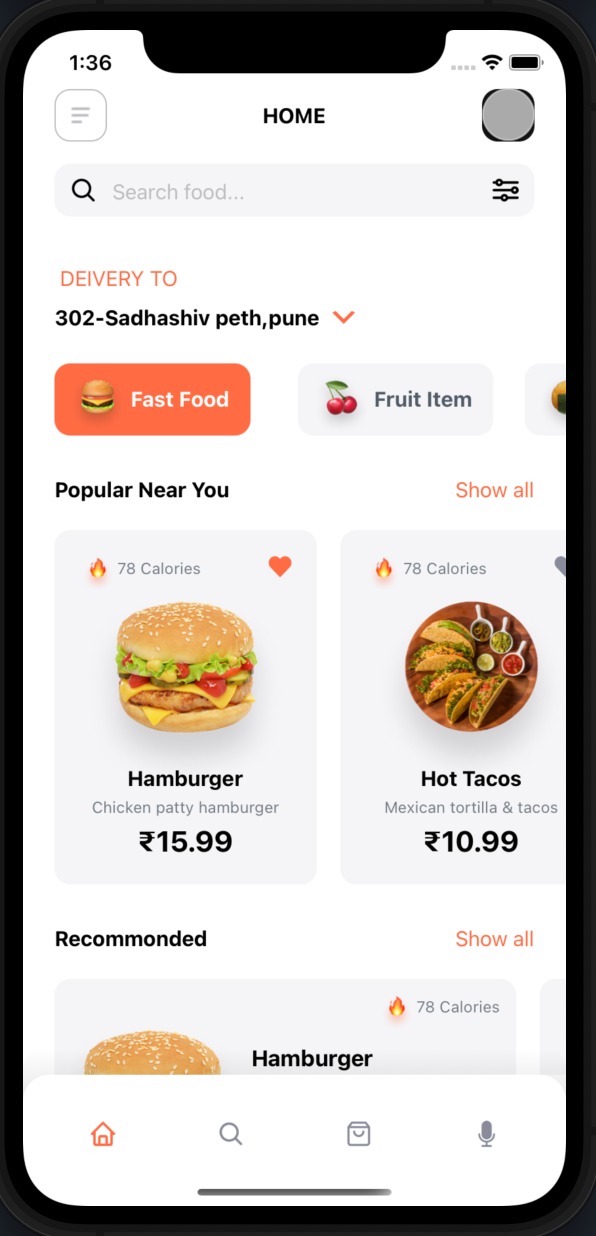 1:36
HOME
Search food...
DEIVERY TO
302-Sadhashiv peth,pune
Fast Food
Fruit Item
Popular Near You
Show all
78 Calories
78 Calories
Hamburger
Hot Tacos
Chicken patty hamburger
Mexican tortilla & tacos
₹15.99
₹10.99
Recommonded
Show all
78 Calories
Hamburger